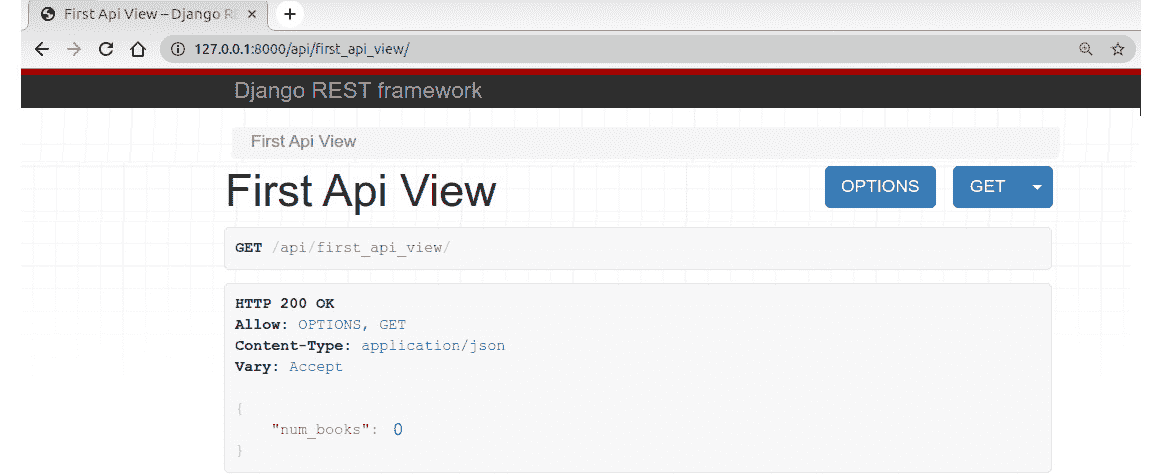 First Api View – Django RE
127.0.0.1:8000/api/first_api_view/
Django REST framework
First Api View
First Api View
OPTIONS
GET
GET /api/first_api_view/
HTTP 200 OK
Allow: OPTIONS, GET
Content-Type: application/json
Vary: Accept
{
"num_books": 0
}